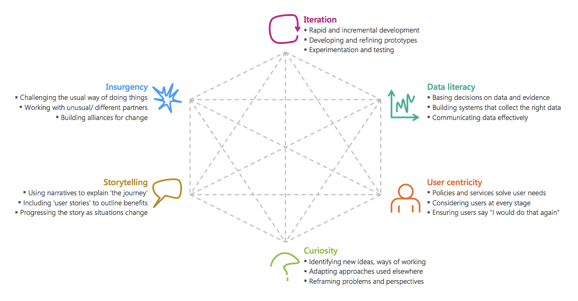 Iteration
▪ Rapid and incremental development
▪ Developing and refining prototypes
▪ Experimentation and testing
Insurgency
▪ Challenging the usual way of doing things
▪ Working with unusual/ different partners
▪ Building alliances for change
Data literacy
▪ Basing decisions on data and evidence
▪ Building systems that collect the right data
▪ Communicating data effectively
Storytelling
▪ Using narratives to explain 'the journey'
▪ Including 'user stories' to outline benefits
▪ Progressing the story as situations change
User centricity
▪ Policies and services solve user needs
▪ Considering users at every stage
▪ Ensuring users say "I would do that again"
Curiosity
▪ Identifying new ideas, ways of working
▪ Adapting approaches used elsewhere
▪ Reframing problems and perspectives